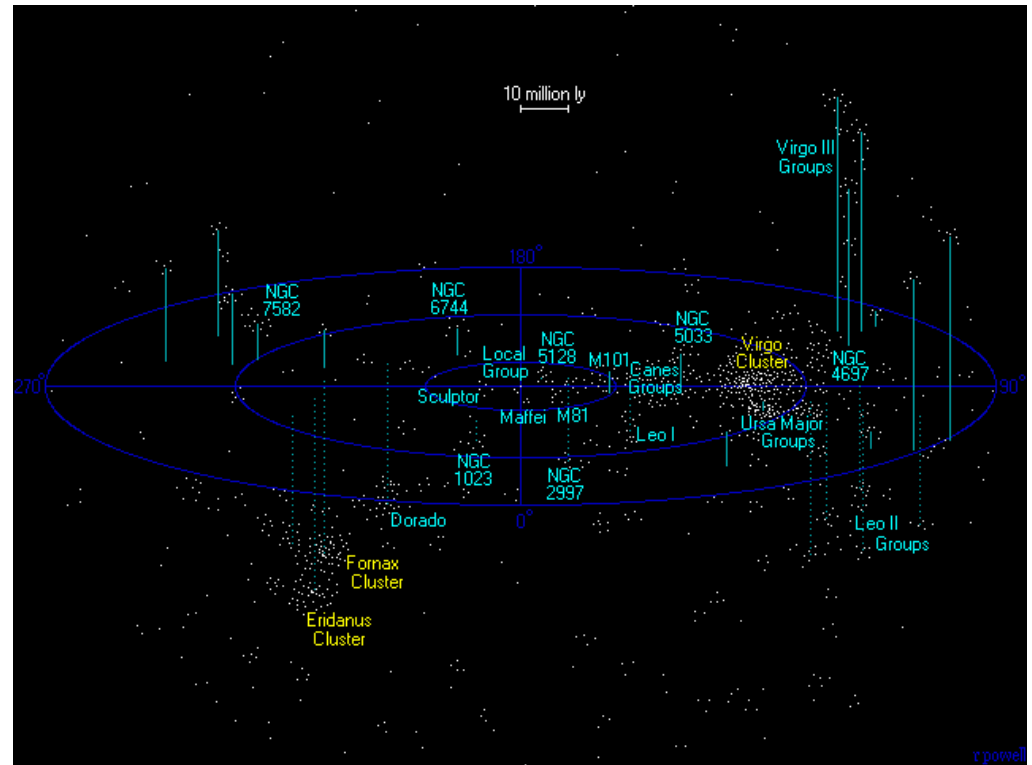 10 million ly
Virgo III
Groups
180°
NGC
7582
NGC
6744
NGC
5033
NGC
5128
Virgo
Cluster
Local
Group
M101
Canes
Groups
NGC
4697
270°
90°
Sculptor
Maffei
M81
Ursa Major
Groups
Leo I
NGC
1023
NGC
2997
Dorado
0°
Leo II
Groups
Fornax
Cluster
Eridanus
Cluster
r powell